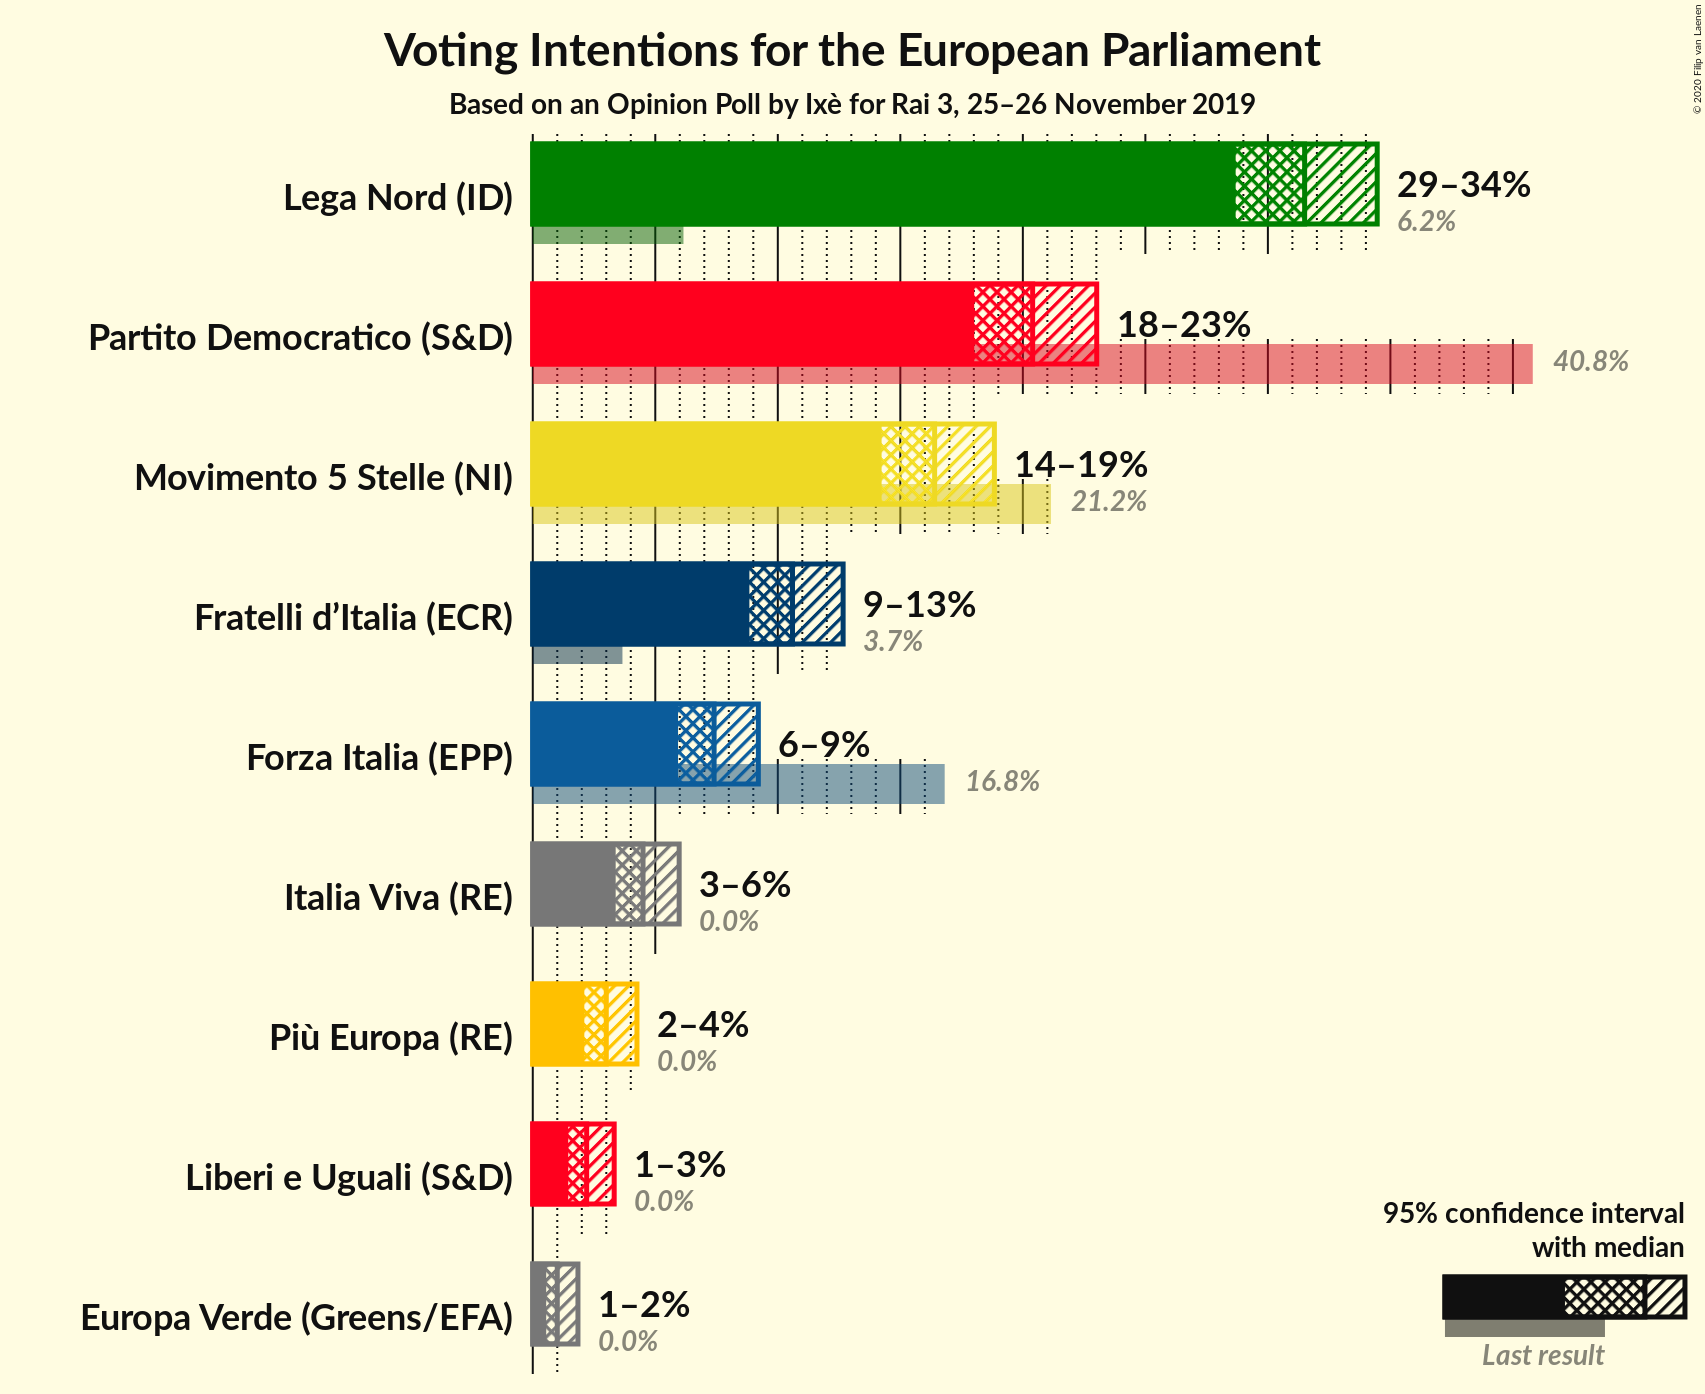 Voting Intentions for the European Parliament
Based on an Opinion Poll by Ixè for Rai 3, 25–26 November 2019
© 2020 Filip van Laenen
Lega Nord (ID)
29–34%
6.2%
Partito Democratico (S&D)
18–23%
40.8%
Movimento 5 Stelle (NI)
14–19%
21.2%
Fratelli d’Italia (ECR)
9–13%
3.7%
Forza Italia (EPP)
6–9%
16.8%
Italia Viva (RE)
3–6%
0.0%
Più Europa (RE)
2–4%
0.0%
Liberi e Uguali (S&D)
1–3%
0.0%
Europa Verde (Greens/EFA)
1–2%
0.0%
95% confidence interval
with median
Last result